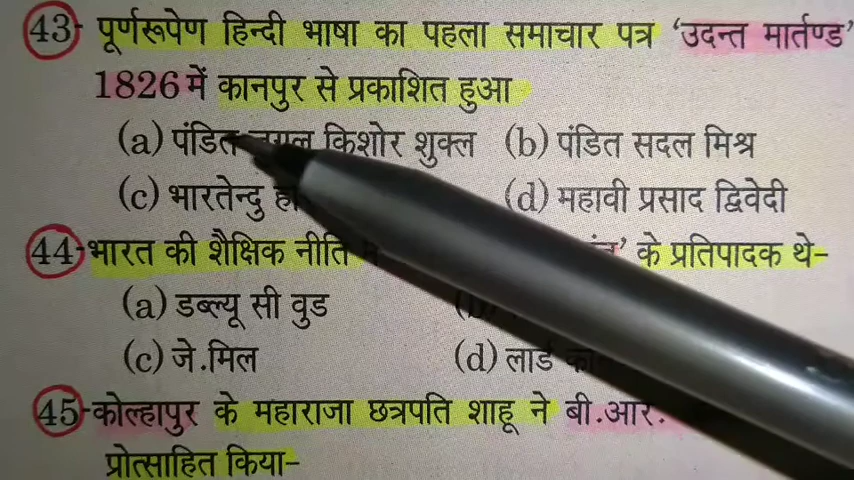 43- पूर्णरूपेण हिन्दी भाषा का पहला समाचार पत्र ‘उदन्त मार्तण्ड’
1826 में कानपुर से प्रकाशित हुआ
(a) पंडित किशोर शुक्ल (b) पंडित सदल मिश्र
(c) भारतेन्दु (d) महावी प्रसाद द्विवेदी
44- भारत की शैक्षिक नीति के प्रतिपादक थे-
(a) डब्ल्यू सी वुड
(c) जे.मिल (d) लार्ड
45- कोल्हापुर के महाराजा छत्रपति शाहू ने बी.आर.
प्रोत्साहित किया-